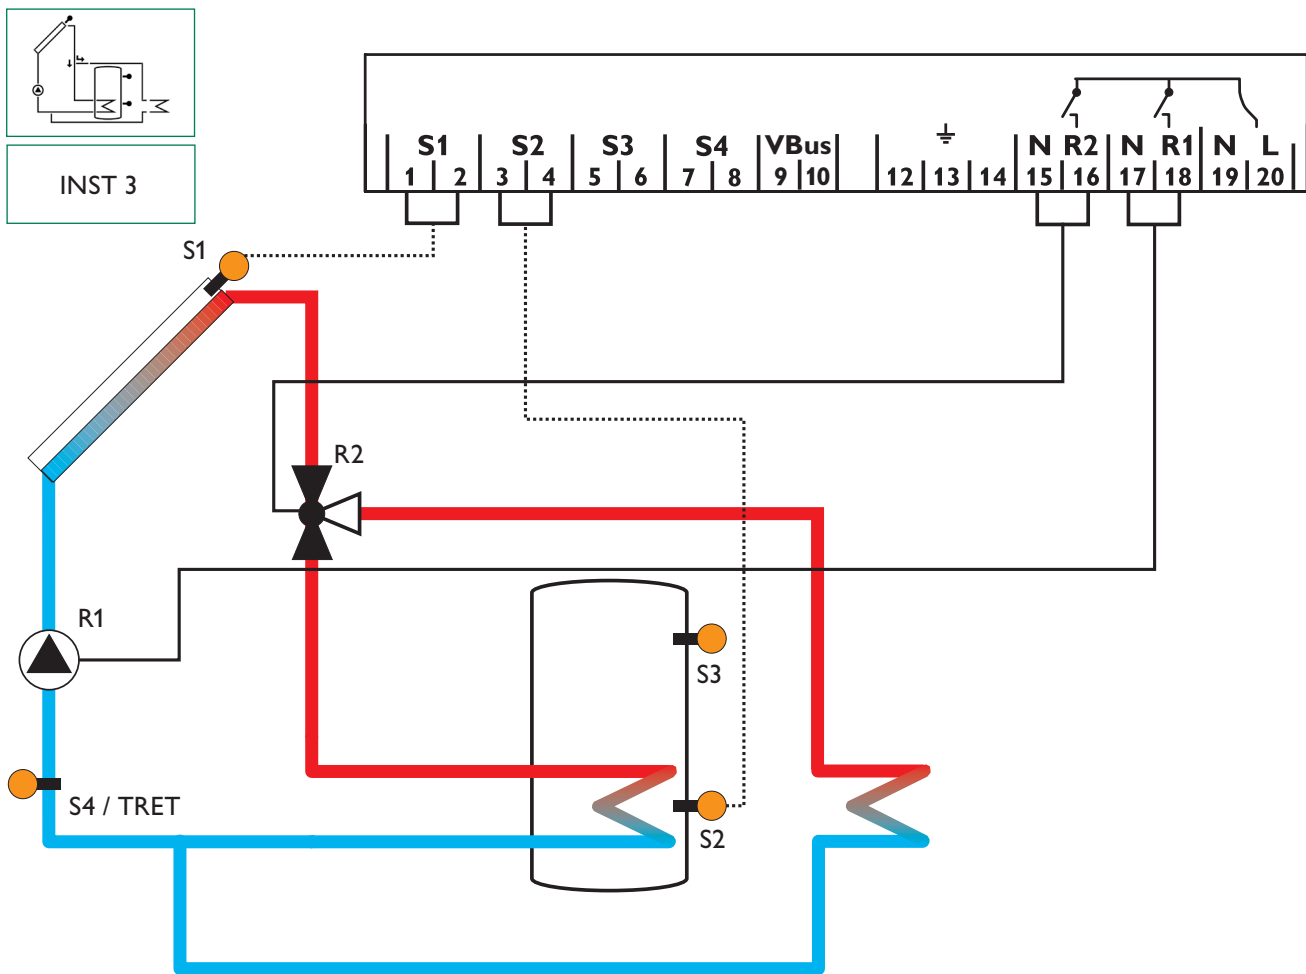 INST 3
S1 S2 S3 S4 VBus ⏚ N R2 N R1 N L
1 2 3 4 5 6 7 8 9 10 12 13 14 15 16 17 18 19 20
S1
R2
R1
S3
S4 / TRET
S2